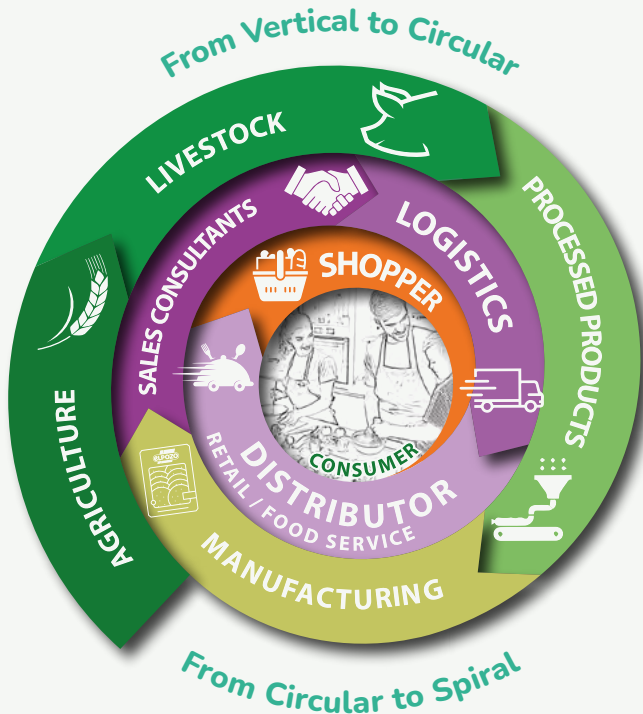 From Vertical to Circular
LIVESTOCK
PROCESSED PRODUCTS
AGRICULTURE
SALES CONSULTANTS
LOGISTICS
SHOPPER
CONSUMER
DISTRIBUTOR
RETAIL / FOOD SERVICE
MANUFACTURING
ELPOZO
From Circular to Spiral